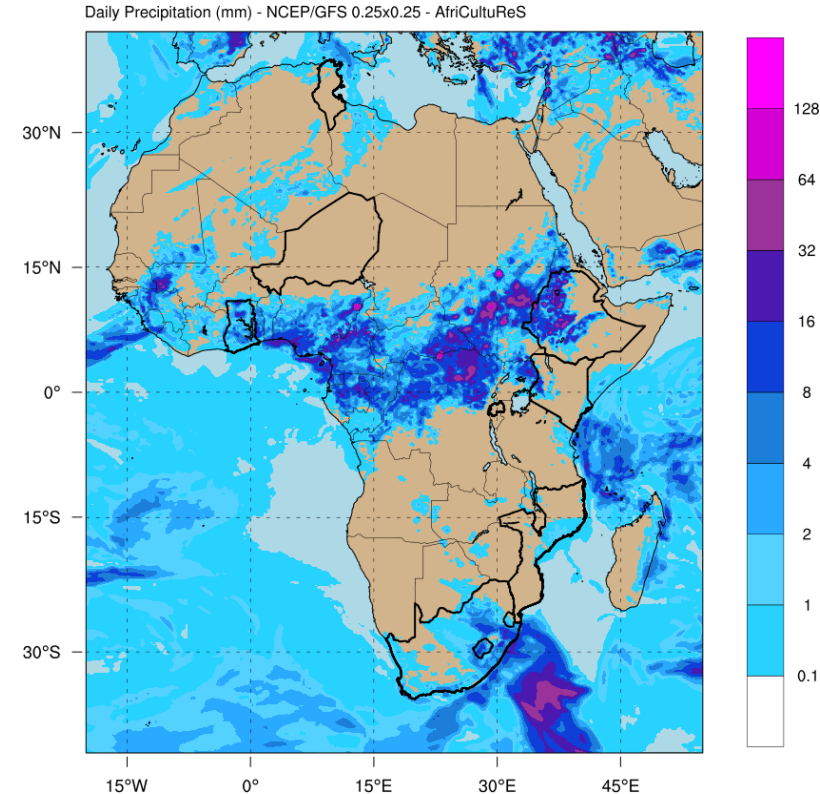 Daily Precipitation (mm) - NCEP/GFS 0.25x0.25 - AfriCultuReS
128
30°N
64
32
15°N
16
0°
8
4
15°S
2
1
30°S
0.1
15°W
0°
15°E
30°E
45°E